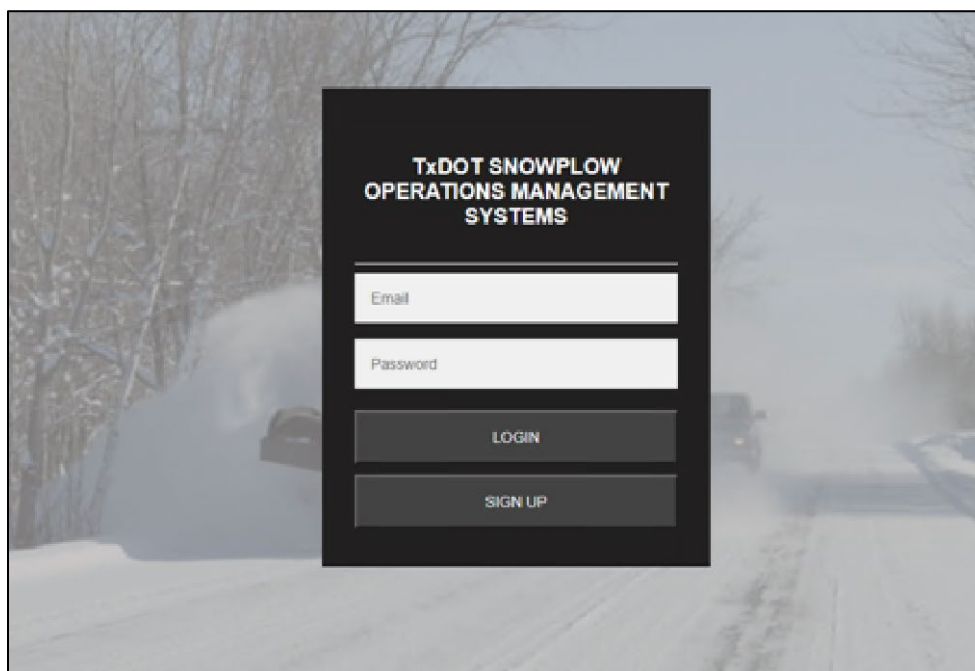 TxDOT SNOWPLOW
OPERATIONS MANAGEMENT
SYSTEMS
Email
Password
LOGIN
SIGN UP